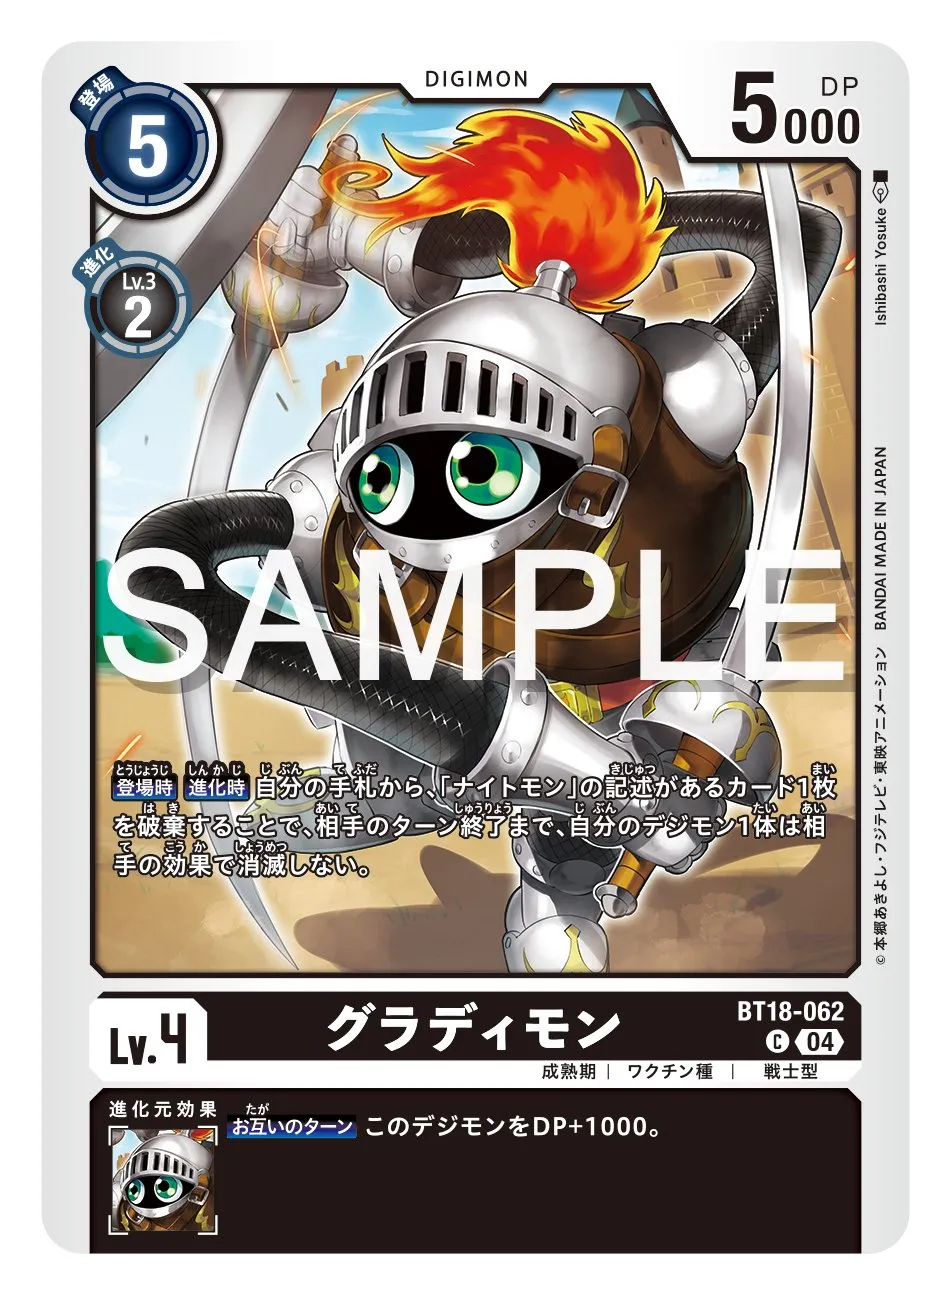 DIGIMON
登場
5
DP
5000
進化
Lv.3
2
Ishibashi Yosuke
©本郷あきよし・フジテレビ・東映アニメーション BANDAI MADE IN JAPAN
SAMPLE
登場時 進化時 自分の手札から、「ナイトモン」の記述があるカード1枚
を破棄することで、相手のターン終了まで、自分のデジモン1体は相
手の効果で消滅しない。
Lv.4
グラディモン
BT18-062
C 04
成熟期 | ワクチン種 | 戦士型
進化元効果
お互いのターン このデジモンをDP+1000。